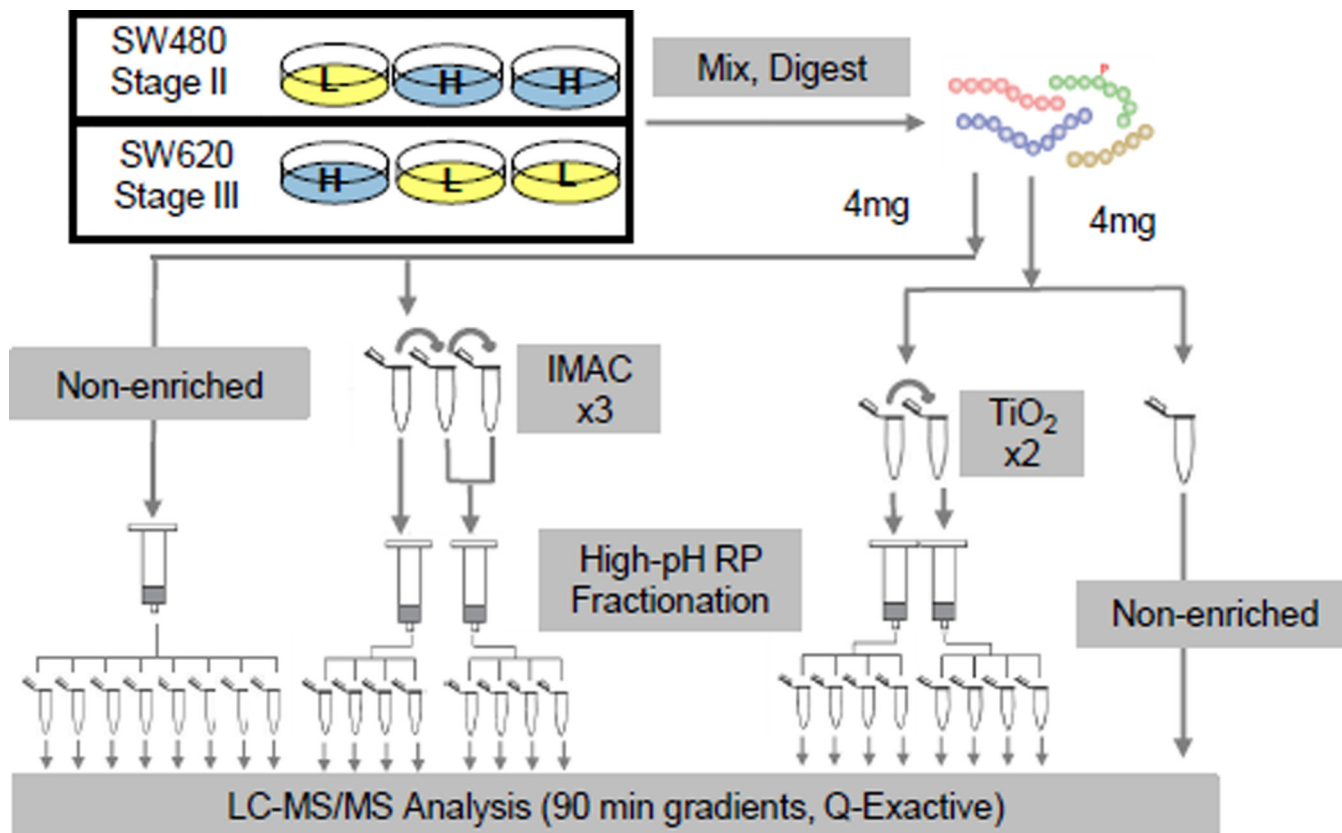 SW480
Stage II
L
H
H
SW620
Stage III
H
L
L
Mix, Digest
P
4mg
4mg
Non-enriched
IMAC
x3
TiO₂
x2
High-pH RP
Fractionation
Non-enriched
LC-MS/MS Analysis (90 min gradients, Q-Exactive)